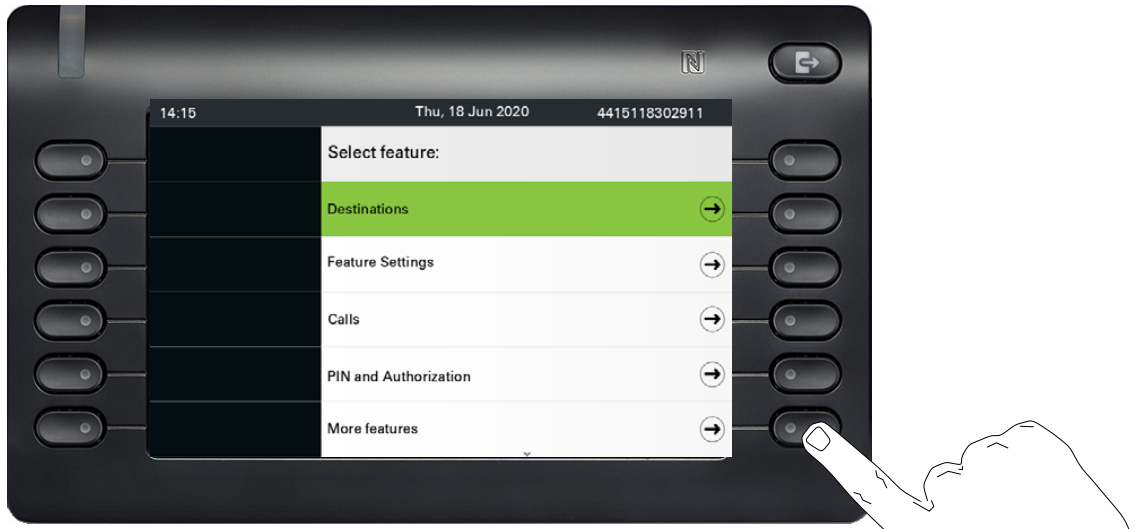 14:15 Thu, 18 Jun 2020 4415118302911
Select feature:
Destinations
Feature Settings
Calls
PIN and Authorization
More features